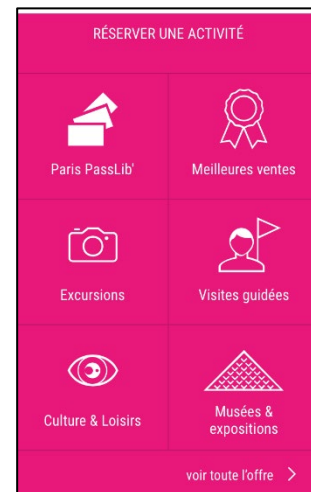 RÉSERVER UNE ACTIVITÉ
Paris PassLib'
Meilleures ventes
Excursions
Visites guidées
Culture & Loisirs
Musées &
expositions
voir toute l'offre >